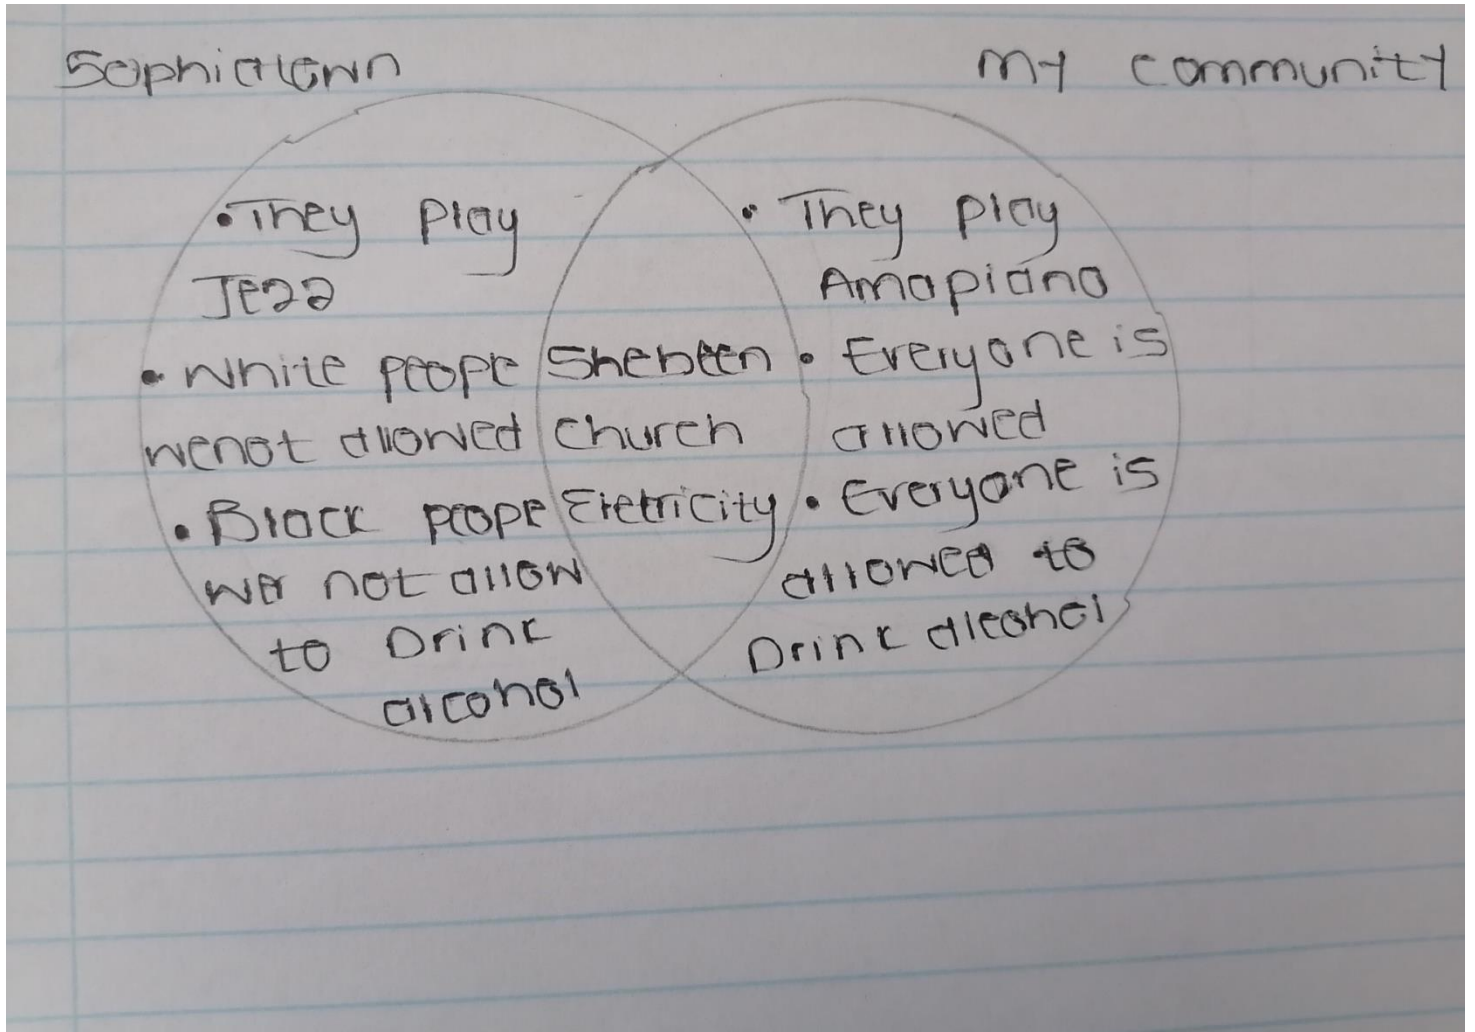 Sophiatown
My community
• They Play
Jezz
• White peope
wenot allowed
• Black peope
wer not allow
to Drink
alcohol
Shebeen
Church
Eletricity
• They play
Amapiano
• Everyone is
allowed
• Everyone is
allowed to
Drink alcohol